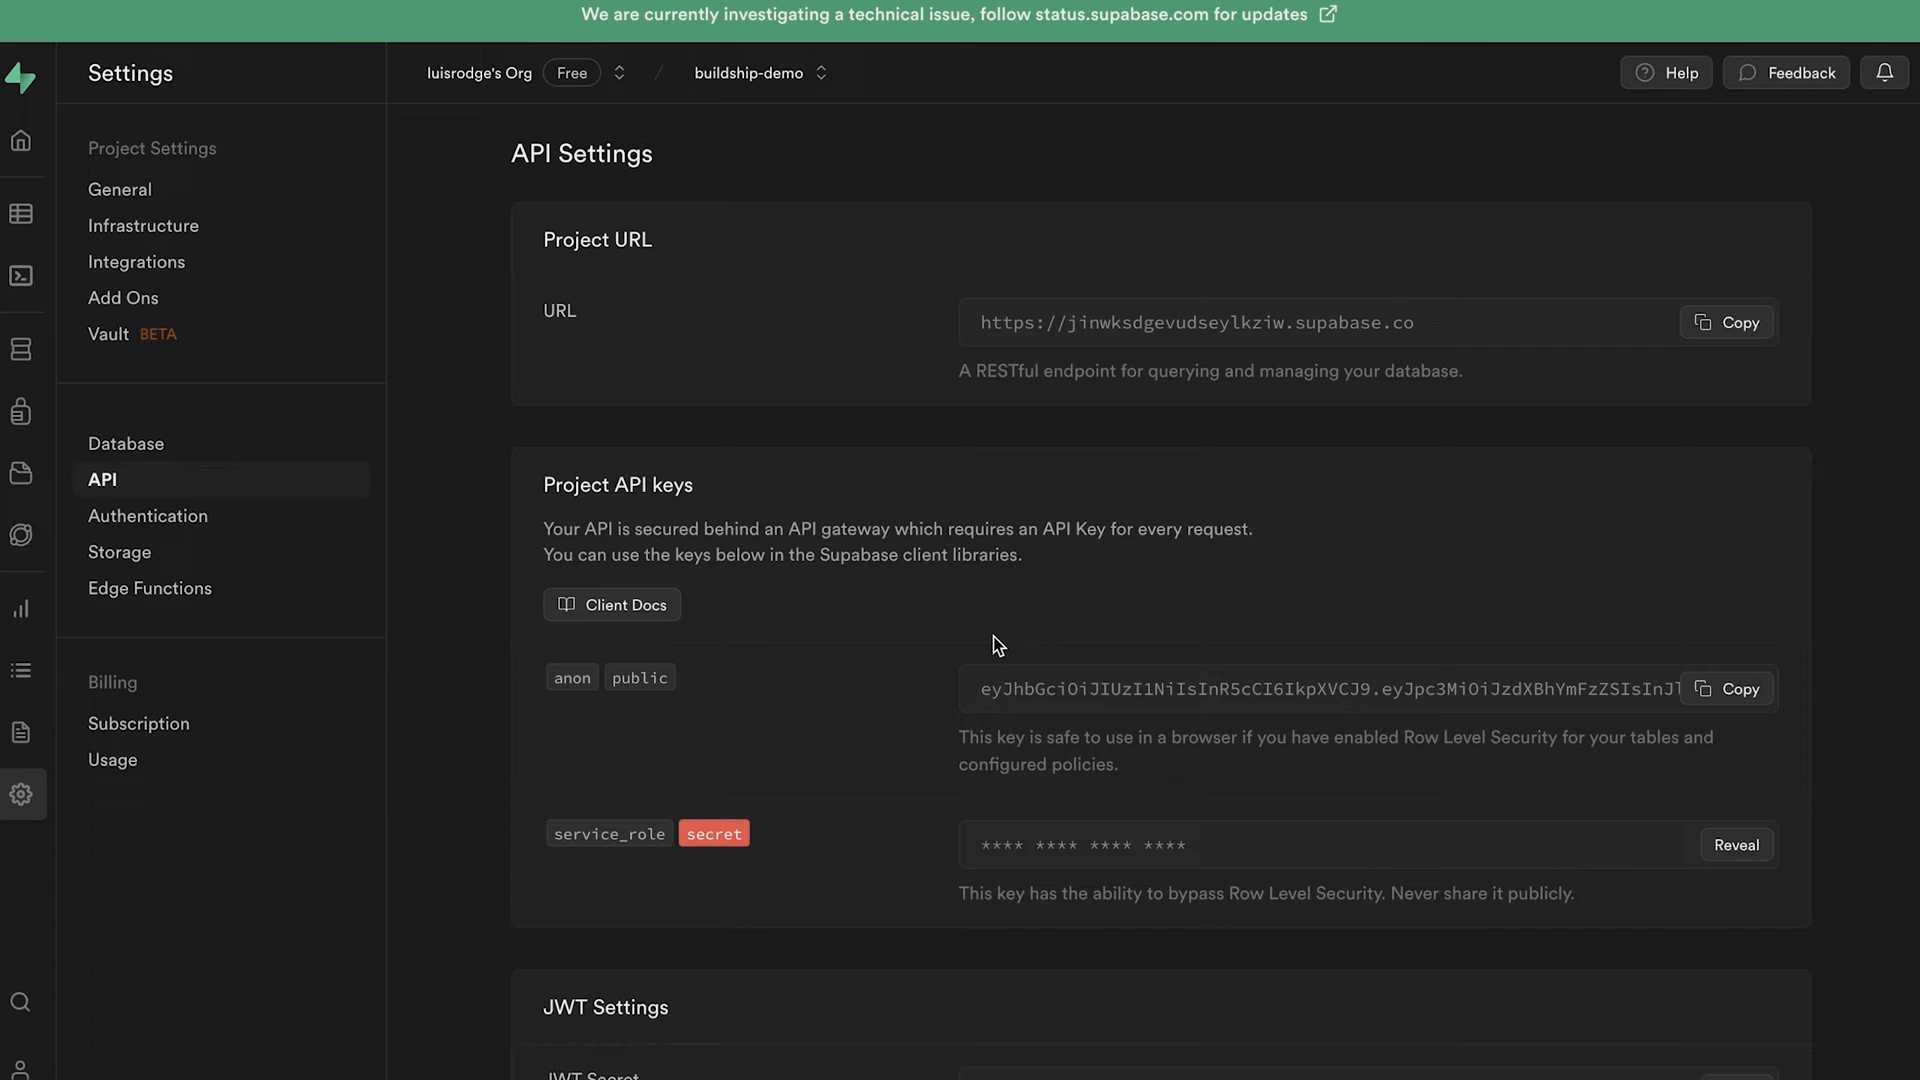 We are currently investigating a technical issue, follow status.supabase.com for updates
Settings
luisrodge's Org
Free
/
buildship-demo
Help
Feedback
Project Settings
General
Infrastructure
Integrations
Add Ons
Vault BETA
Database
API
Authentication
Storage
Edge Functions
Billing
Subscription
Usage
API Settings
Project URL
URL
https://jinwksdgevudseylkziw.supabase.co
Copy
A RESTful endpoint for querying and managing your database.
Project API keys
Your API is secured behind an API gateway which requires an API Key for every request.
You can use the keys below in the Supabase client libraries.
Client Docs
anon public
eyJhbGciOiJIUzI1NiIsInR5cCI6IkpXVCJ9.eyJpc3MiOiJzdXBhYmFzZSIsInJl
Copy
This key is safe to use in a browser if you have enabled Row Level Security for your tables and
configured policies.
service_role secret
**** **** **** ****
Reveal
This key has the ability to bypass Row Level Security. Never share it publicly.
JWT Settings
JWT Secret